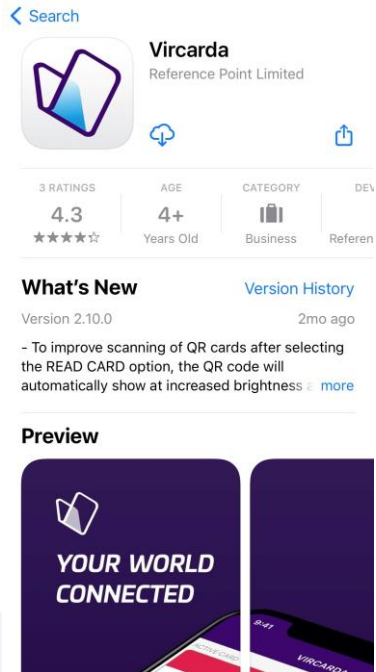 Search
Vircarda
Reference Point Limited
3 RATINGS
AGE
CATEGORY
4.3
4+
Years Old
Business
What's New
Version History
Version 2.10.0
2mo ago
- To improve scanning of QR cards after selecting
the READ CARD option, the QR code will
automatically show at increased brightness
more
Preview
YOUR WORLD
CONNECTED
ACTIVE CARD
9:41
VIRCARDA